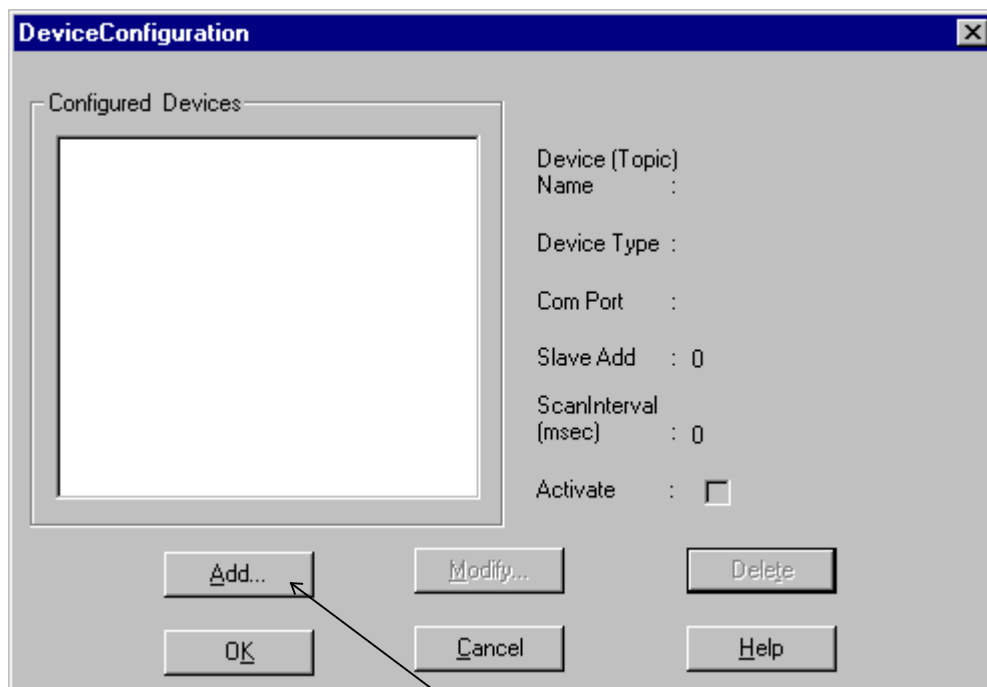 DeviceConfiguration
Configured Devices
Device (Topic)
Name :
Device Type :
Com Port :
Slave Add : 0
ScanInterval
(msec) : 0
Activate :
Add... Modify... Delete
OK Cancel Help